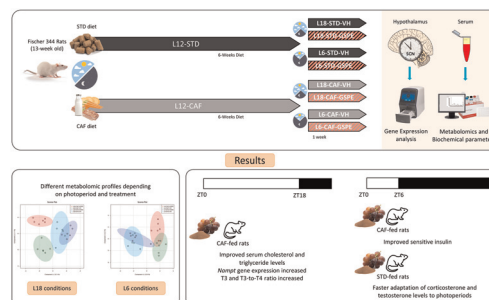 STD diet
Fischer 344 Rats
(13-week old)
L12-STD
6-Weeks Diet
L18-STD-VH
L18-STD-GSPE
L6-STD-VH
L6-STD-GSPE
CAF diet
L12-CAF
6-Weeks Diet
L18-CAF-VH
L18-CAF-GSPE
L6-CAF-VH
L6-CAF-GSPE
1 week
Hypothalamus
Serum
SCN
Gene Expression
analysis
Metabolomics and
Biochemical parameters
Results
Different metabolomic profiles depending
on photoperiod and treatment
L18 conditions
L6 conditions
ZT0
ZT18
CAF-fed rats
Improved serum cholesterol and
triglyceride levels
Nampt gene expression increased
T3 and T3-to-T4 ratio increased
ZT0
ZT6
CAF-fed rats
Improved sensitive insulin
STD-fed rats
Faster adaptation of corticosterone and
testosterone levels to photoperiods